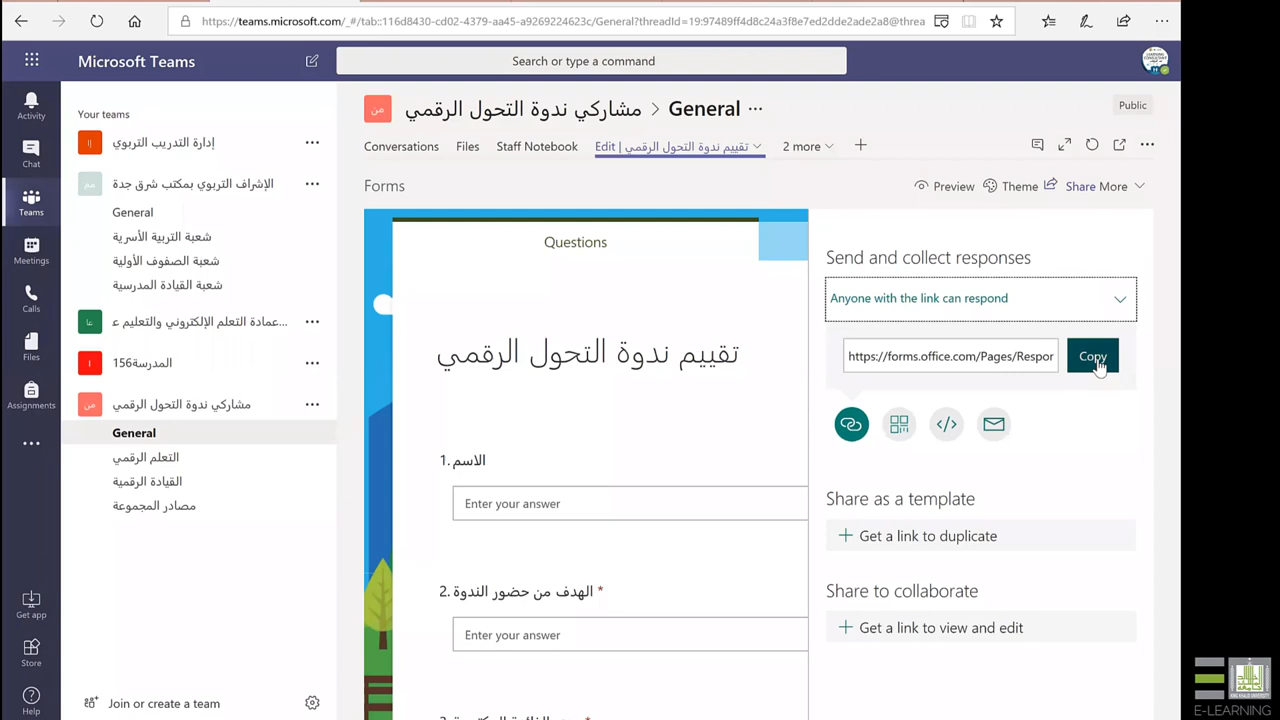 https://teams.microsoft.com/_#/tab::116d8430-cd02-4379-aa45-a9269224623c/General?threadId=19:97489ff4d8c24a3f8e7ed2dde2ade2a8@threa
Microsoft Teams
Search or type a command
Activity
Chat
Teams
Meetings
Calls
Files
Assignments
Get app
Store
Help
Your teams
إدارة التدريب التربوي
الإشراف التربوي بمكتب شرق جدة
General
شعبة التربية الأسرية
شعبة الصفوف الأولية
شعبة القيادة المدرسية
عمادة التعلم الإلكتروني والتعليم ع...
المدرسة156
مشاركي ندوة التحول الرقمي
General
التعلم الرقمي
القيادة الرقمية
مصادر المجموعة
Join or create a team
من
مشاركي ندوة التحول الرقمي > General ...
Public
Conversations
Files
Staff Notebook
Edit | تقييم ندوة التحول الرقمي
2 more
Forms
Preview
Theme
Share More
Questions
تقييم ندوة التحول الرقمي
1. الاسم
Enter your answer
2. الهدف من حضور الندوة *
Enter your answer
Send and collect responses
Anyone with the link can respond
https://forms.office.com/Pages/Respor
Copy
Share as a template
Get a link to duplicate
Share to collaborate
Get a link to view and edit
E-LEARNING